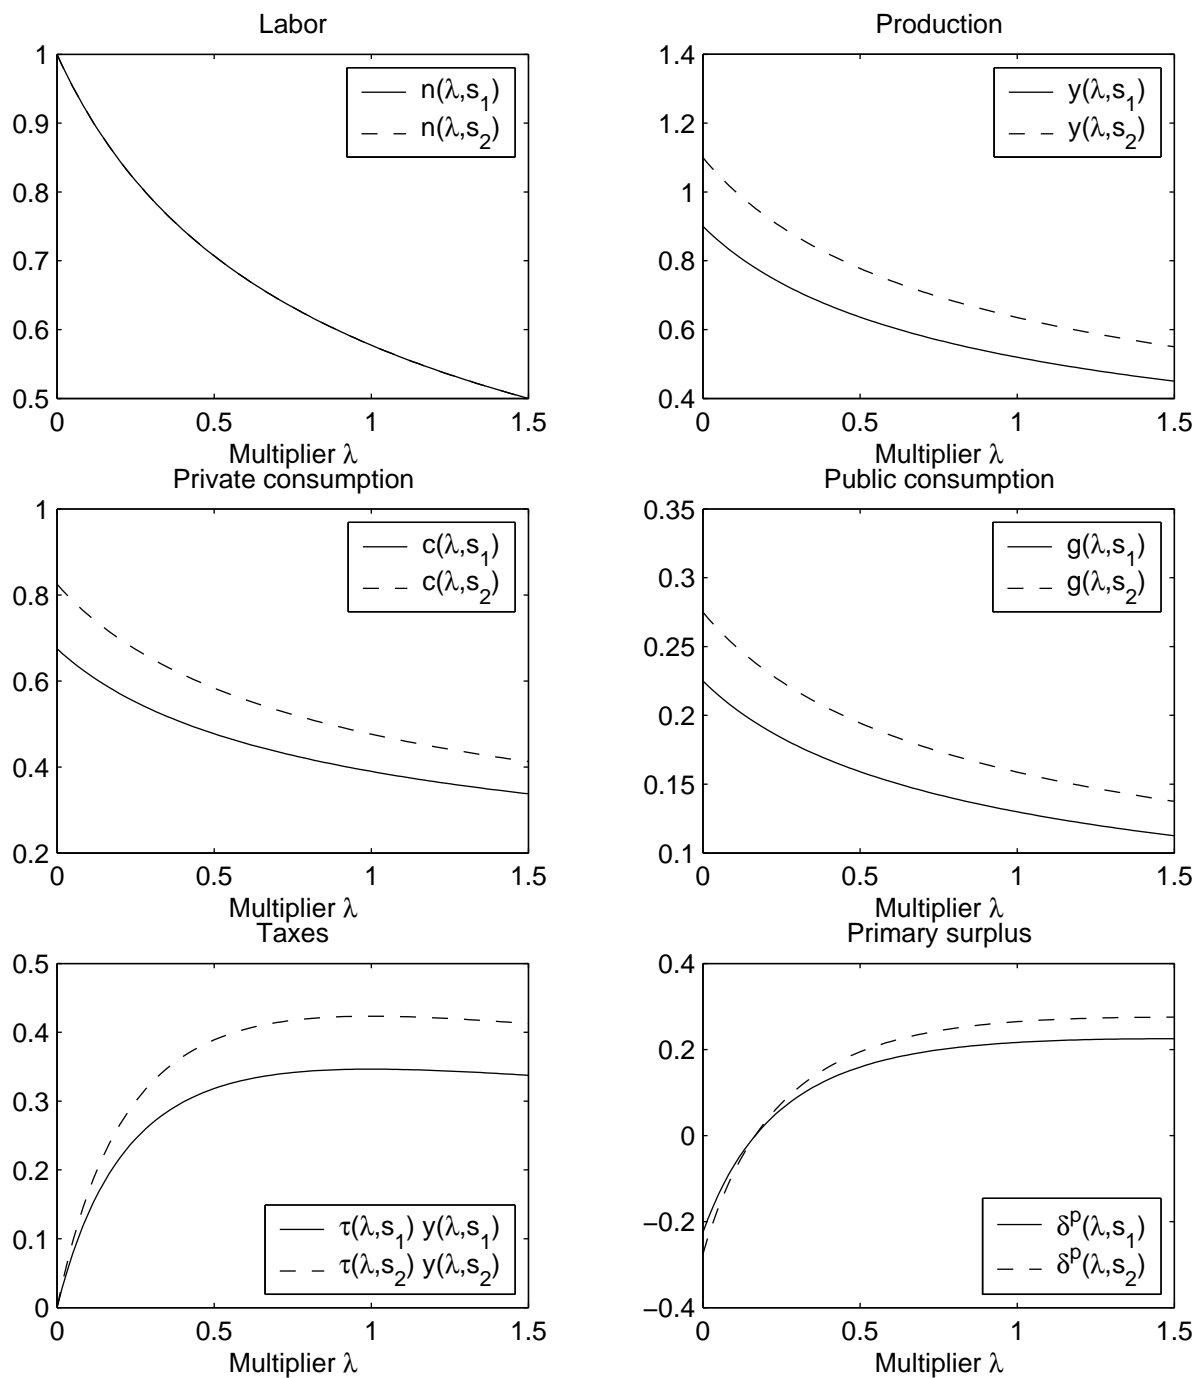 Labor
1
0.9
0.8
0.7
0.6
0.5
0 0.5 1 1.5
Multiplier λ
n(λ,s1)
n(λ,s2)
Production
1.4
1.2
1
0.8
0.6
0.4
0 0.5 1 1.5
Multiplier λ
y(λ,s1)
y(λ,s2)
Private consumption
1
0.8
0.6
0.4
0.2
0 0.5 1 1.5
Multiplier λ
c(λ,s1)
c(λ,s2)
Public consumption
0.35
0.3
0.25
0.2
0.15
0.1
0 0.5 1 1.5
Multiplier λ
g(λ,s1)
g(λ,s2)
Taxes
0.5
0.4
0.3
0.2
0.1
0
0 0.5 1 1.5
Multiplier λ
τ(λ,s1) y(λ,s1)
τ(λ,s2) y(λ,s2)
Primary surplus
0.4
0.2
0
−0.2
−0.4
0 0.5 1 1.5
Multiplier λ
δp(λ,s1)
δp(λ,s2)